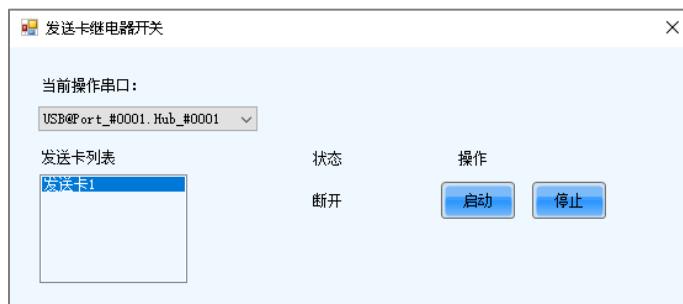 发送卡继电器开关
当前操作串口：
USB@Port_#0001.Hub_#0001
发送卡列表 状态 操作
发送卡1
断开 启动 停止